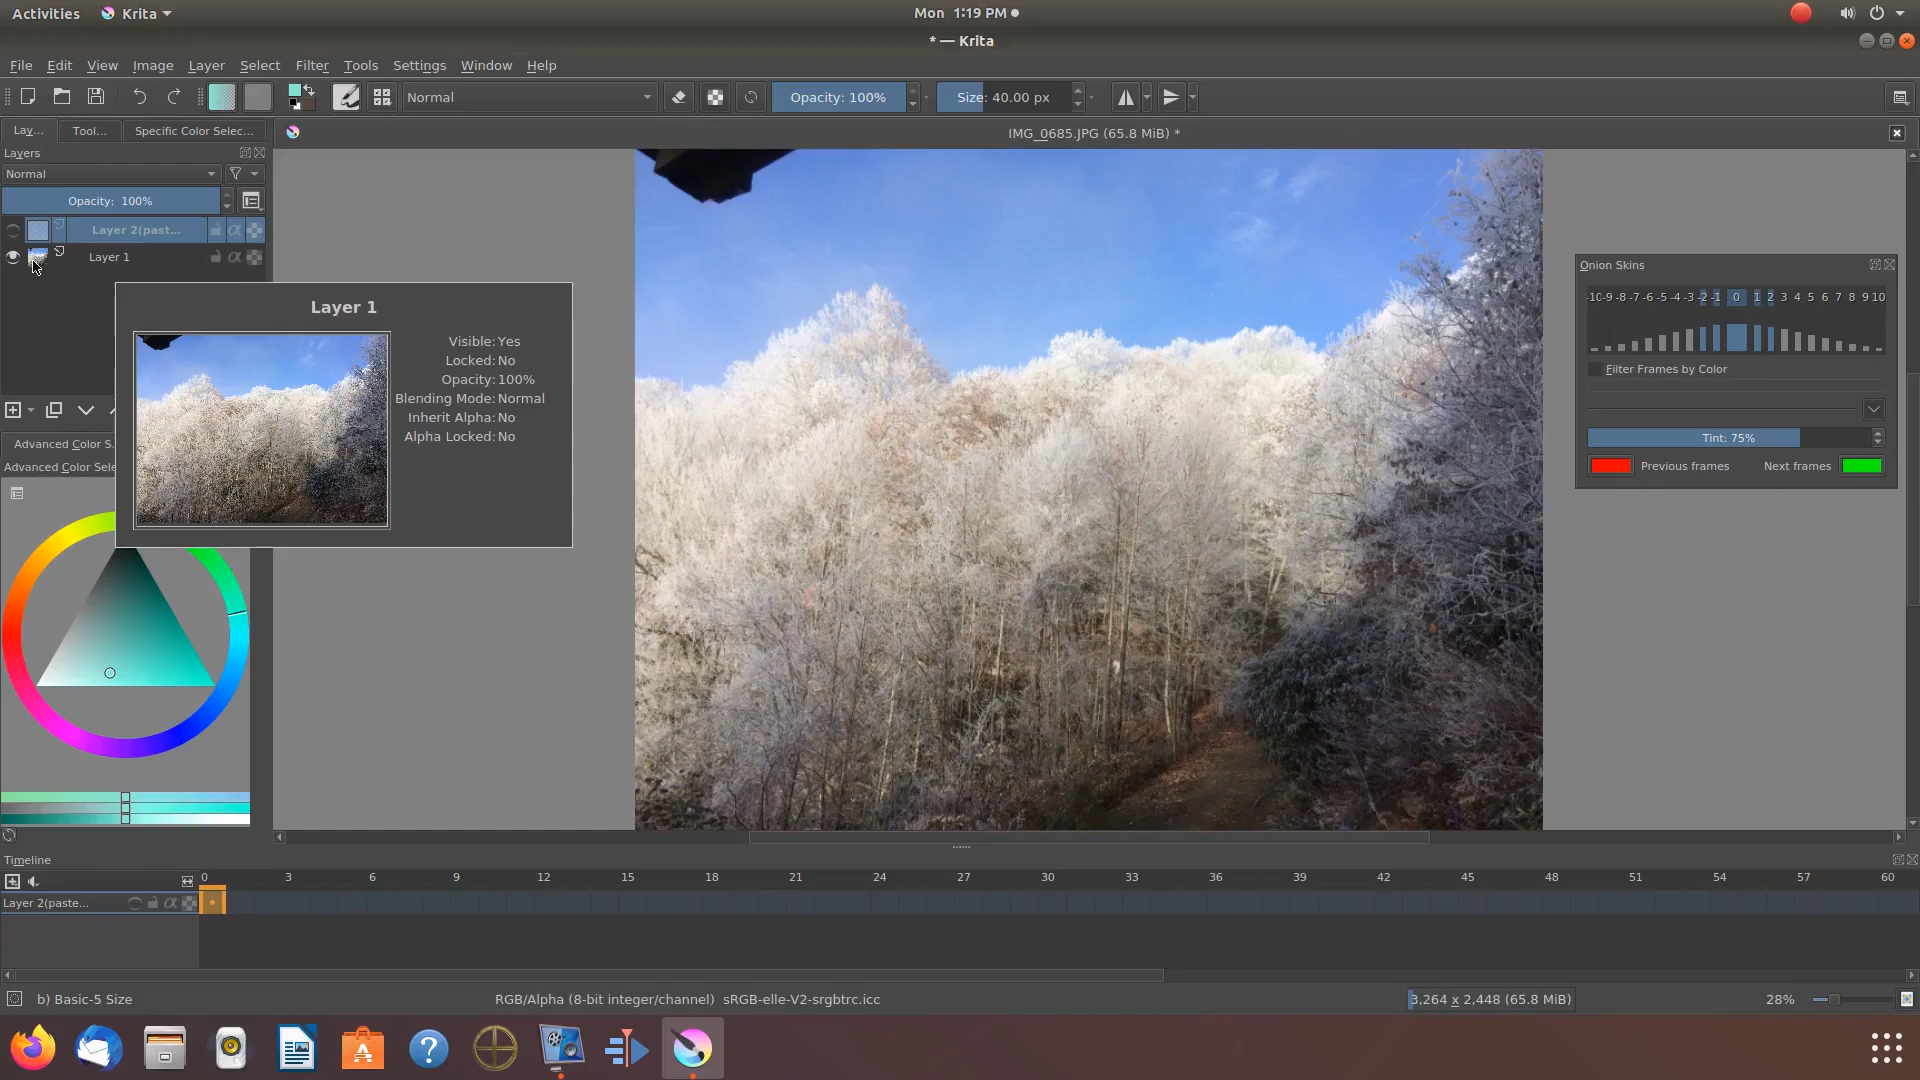 Activities Krita Mon 1:19 PM
* — Krita
File Edit View Image Layer Select Filter Tools Settings Window Help
Normal Opacity: 100% Size: 40.00 px
Lay... Tool... Specific Color Selec... IMG_0685.JPG (65.8 MiB) *
Layers
Normal
Opacity: 100%
Layer 2(past...
Layer 1
Layer 1
Visible: Yes
Locked: No
Opacity: 100%
Blending Mode: Normal
Inherit Alpha: No
Alpha Locked: No
Onion Skins
-10 -9 -8 -7 -6 -5 -4 -3 -2 -1 0 1 2 3 4 5 6 7 8 9 10
Filter Frames by Color
Tint: 75%
Previous frames Next frames
Advanced Color S.
Advanced Color Sele
Timeline
0 3 6 9 12 15 18 21 24 27 30 33 36 39 42 45 48 51 54 57 60
Layer 2(paste...
b) Basic-5 Size RGB/Alpha (8-bit integer/channel) sRGB-elle-V2-srgbtrc.icc 3,264 x 2,448 (65.8 MiB) 28%